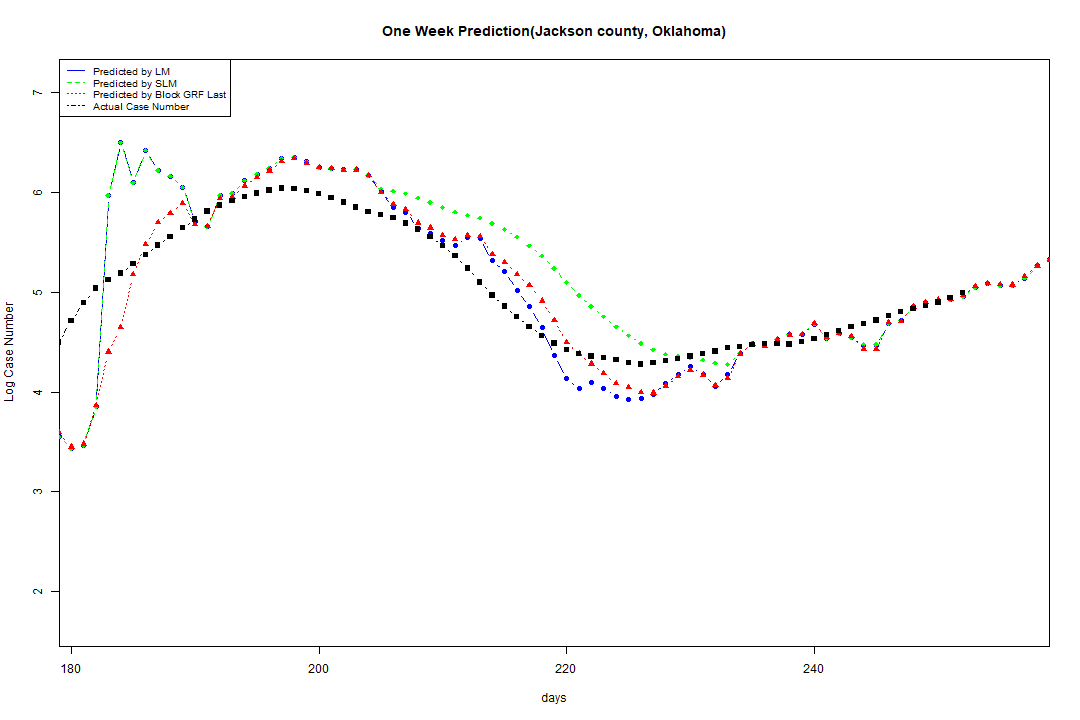 One Week Prediction(Jackson county, Oklahoma)
Predicted by LM
Predicted by SLM
Predicted by Block GRF Last
Actual Case Number
7
6
5
4
3
2
Log Case Number
180
200
220
240
days